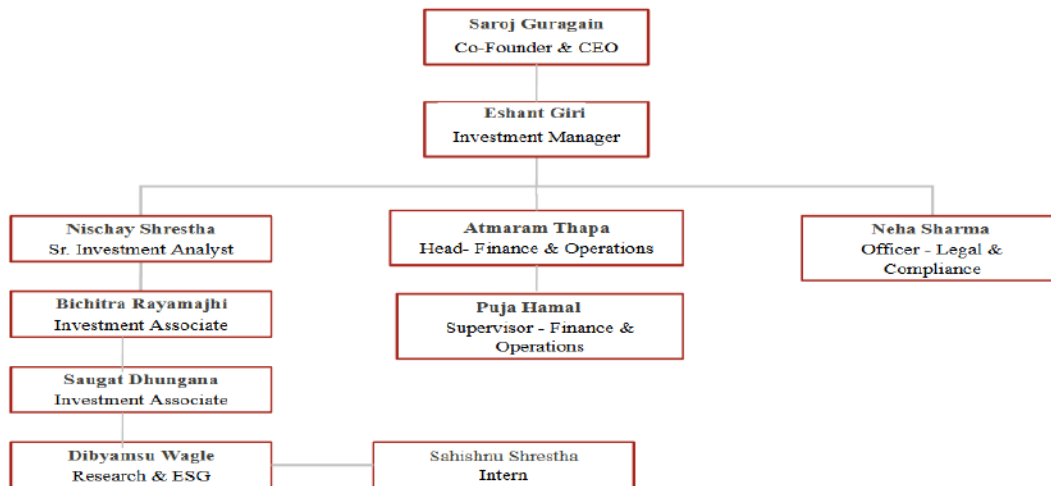 Saroj Guragain
Co-Founder & CEO
Eshant Giri
Investment Manager
Nischay Shrestha
Sr. Investment Analyst
Atmaram Thapa
Head- Finance & Operations
Neha Sharma
Officer - Legal &
Compliance
Bichitra Rayamajhi
Investment Associate
Puja Hamal
Supervisor - Finance &
Operations
Saugat Dhungana
Investment Associate
Dibyamsu Wagle
Research & ESG
Sahishnu Shrestha
Intern